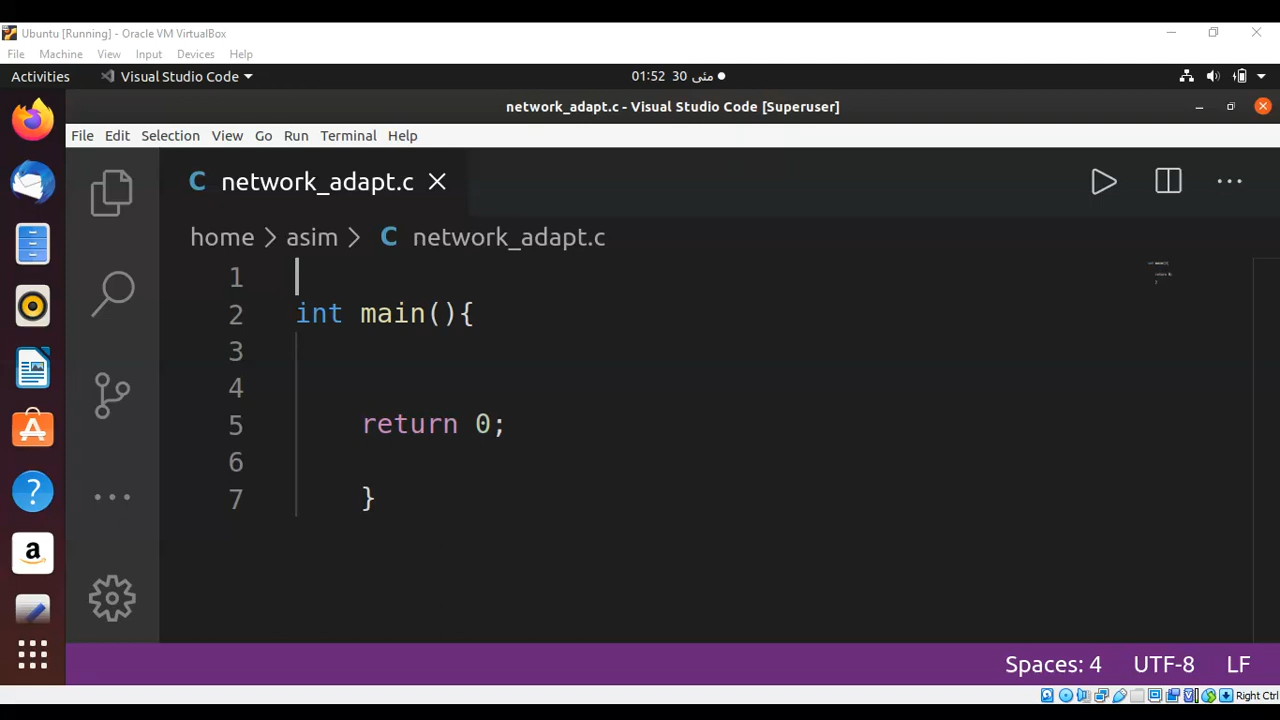 Ubuntu [Running] - Oracle VM VirtualBox
File Machine View Input Devices Help
Activities Visual Studio Code 01:52 30 مئی
network_adapt.c - Visual Studio Code [Superuser]
File Edit Selection View Go Run Terminal Help
C network_adapt.c
home > asim > C network_adapt.c
1
2 int main(){
3
4
5 return 0;
6
7 }
Spaces: 4 UTF-8 LF
Right Ctrl